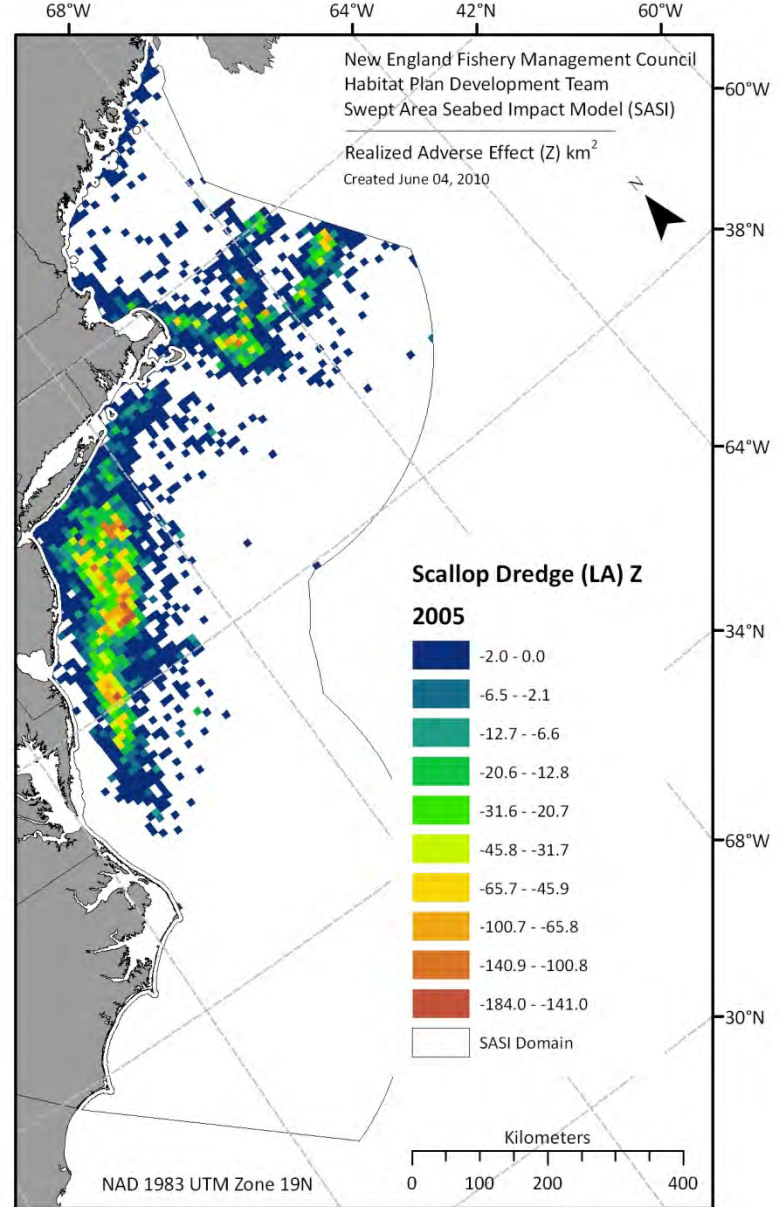 68°W 64°W 42°N 60°W
New England Fishery Management Council
Habitat Plan Development Team
Swept Area Seabed Impact Model (SASI)
Realized Adverse Effect (Z) km²
Created June 04, 2010
N
60°W
38°N
64°W
34°N
68°W
30°N
Scallop Dredge (LA) Z
2005
-2.0 - 0.0
-6.5 - -2.1
-12.7 - -6.6
-20.6 - -12.8
-31.6 - -20.7
-45.8 - -31.7
-65.7 - -45.9
-100.7 - -65.8
-140.9 - -100.8
-184.0 - -141.0
SASI Domain
Kilometers
0 100 200 400
NAD 1983 UTM Zone 19N